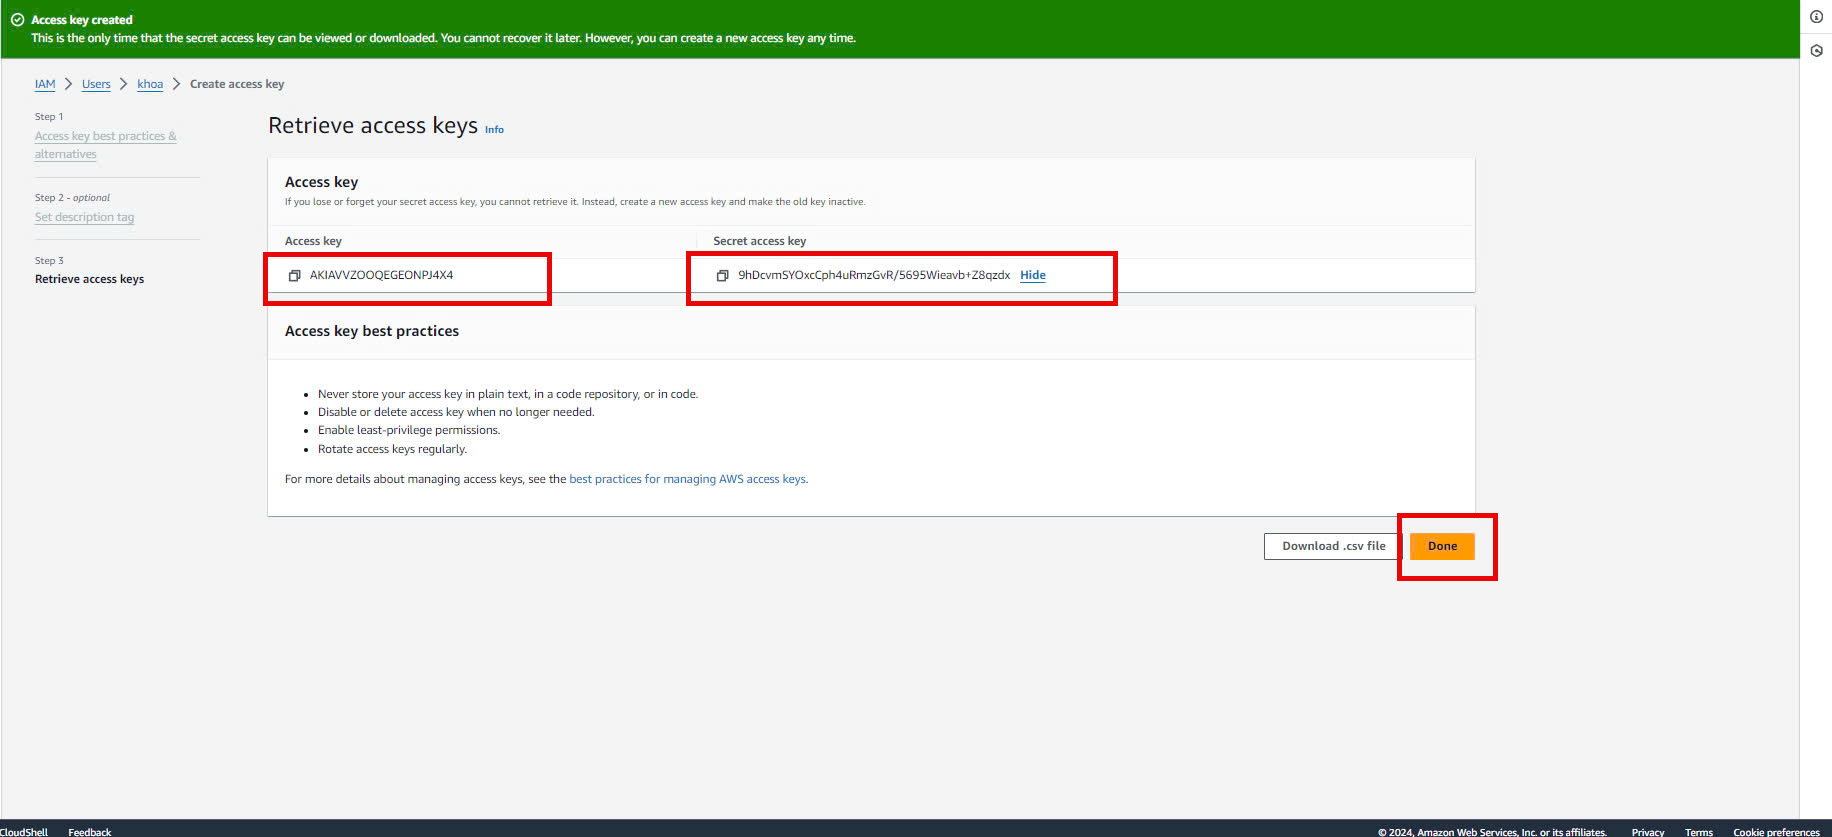 Access key created
This is the only time that the secret access key can be viewed or downloaded. You cannot recover it later. However, you can create a new access key any time.
IAM > Users > khoa > Create access key
Step 1
Access key best practices &
alternatives
Step 2 - optional
Set description tag
Step 3
Retrieve access keys
Retrieve access keys Info
Access key
If you lose or forget your secret access key, you cannot retrieve it. Instead, create a new access key and make the old key inactive.
Access key Secret access key
AKIAVVZOOQEGEONPJ4X4 9hDcvmSYOxcCph4uRmzGvR/5695Wieavb+Z8qzdx Hide
Access key best practices
• Never store your access key in plain text, in a code repository, or in code.
• Disable or delete access key when no longer needed.
• Enable least-privilege permissions.
• Rotate access keys regularly.
For more details about managing access keys, see the best practices for managing AWS access keys.
Download .csv file Done
CloudShell Feedback © 2024, Amazon Web Services, Inc. or its affiliates. Privacy Terms Cookie preferences